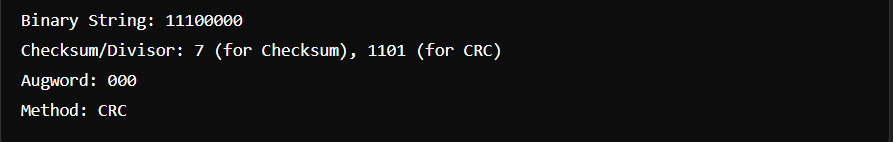 Binary String: 11100000
Checksum/Divisor: 7 (for Checksum), 1101 (for CRC)
Augword: 000
Method: CRC